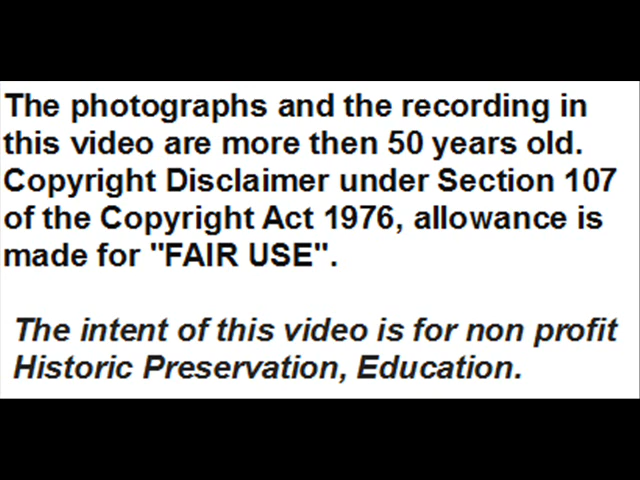 The photographs and the recording in
this video are more then 50 years old.
Copyright Disclaimer under Section 107
of the Copyright Act 1976, allowance is
made for "FAIR USE".
The intent of this video is for non profit
Historic Preservation, Education.